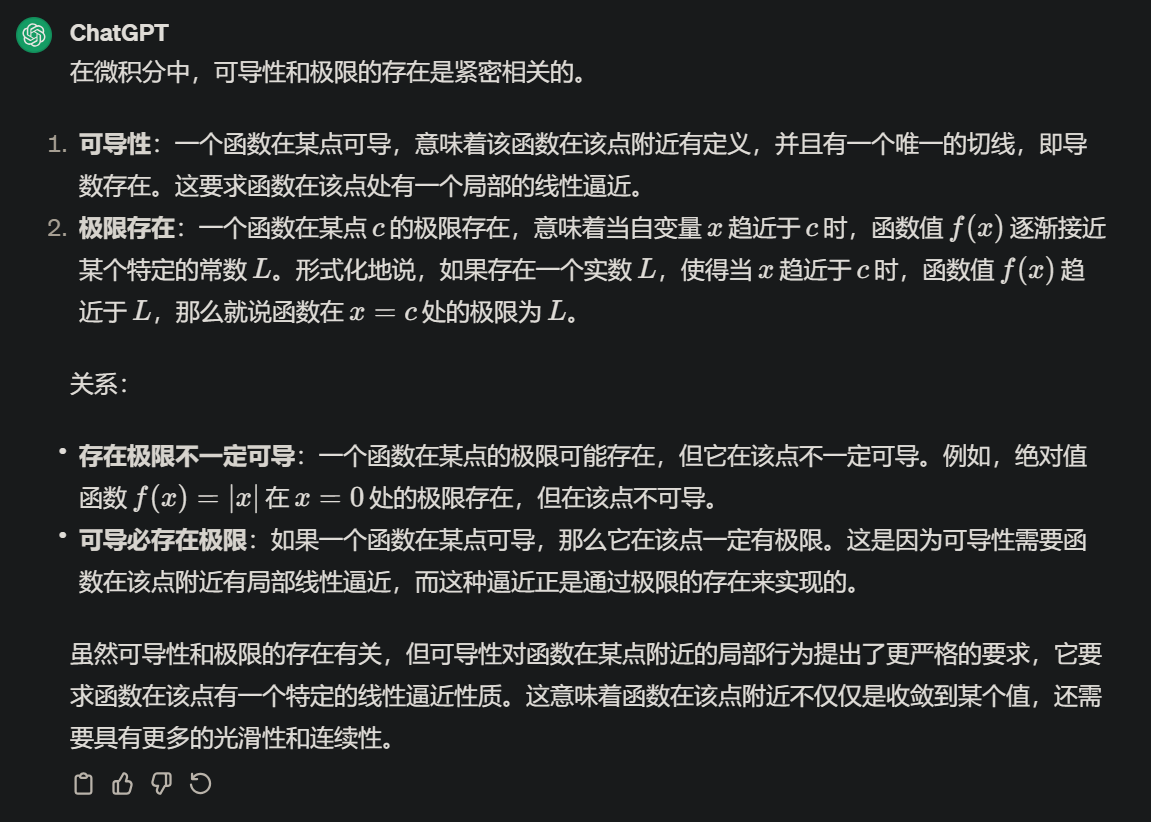 ChatGPT
在微积分中，可导性和极限的存在是紧密相关的。
1. 可导性：一个函数在某点可导，意味着该函数在该点附近有定义，并且有一个唯一的切线，即导
数存在。这要求函数在该点处有一个局部的线性逼近。
2. 极限存在：一个函数在某点 c 的极限存在，意味着当自变量 x 趋近于 c 时，函数值 f(x) 逐渐接近
某个特定的常数 L。形式化地说，如果存在一个实数 L，使得当 x 趋近于 c 时，函数值 f(x) 趋
近于 L，那么就说函数在 x = c 处的极限为 L。
关系：
• 存在极限不一定可导：一个函数在某点的极限可能存在，但它在该点不一定可导。例如，绝对值
函数 f(x) = |x| 在 x = 0 处的极限存在，但在该点不可导。
• 可导必存在极限：如果一个函数在某点可导，那么它在该点一定有极限。这是因为可导性需要函
数在该点附近有局部线性逼近，而这种逼近正是通过极限的存在来实现的。
虽然可导性和极限的存在有关，但可导性对函数在某点附近的局部行为提出了更严格的要求，它要
求函数在该点有一个特定的线性逼近性质。这意味着函数在该点附近不仅仅是收敛到某个值，还需
要具有更多的光滑性和连续性。